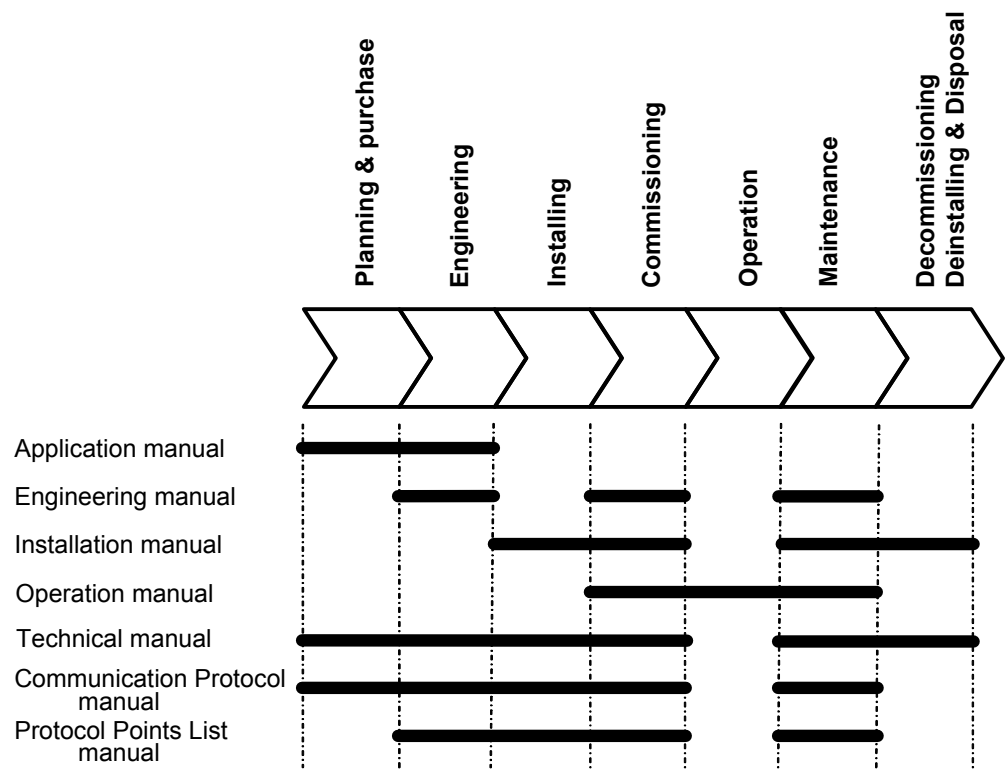 Planning & purchase
Engineering
Installing
Commissioning
Operation
Maintenance
Decommissioning
Deinstalling & Disposal
Application manual
Engineering manual
Installation manual
Operation manual
Technical manual
Communication Protocol
manual
Protocol Points List
manual